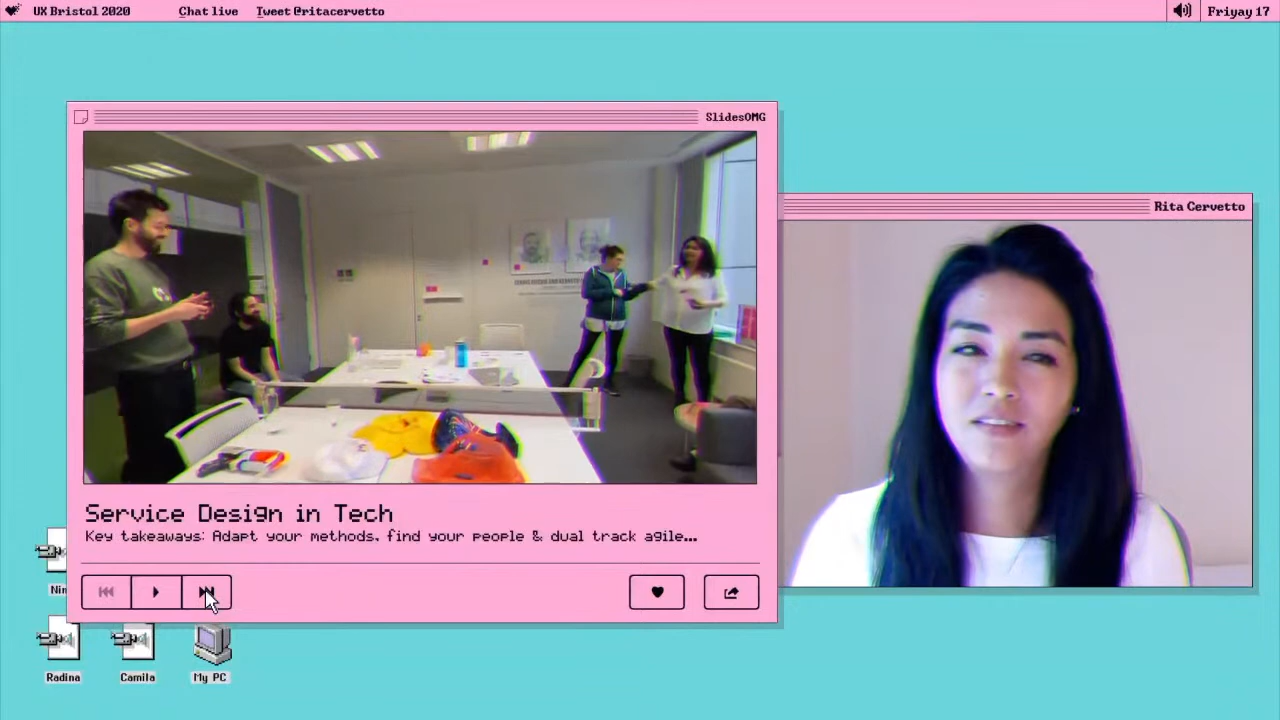 UX Bristol 2020
Chat live
Tweet @ritacervetto
Friyay 17
SlidesOMG
Rita Cervetto
Service Design in Tech
Key takeaways: Adapt your methods, find your people & dual track agile...
Nin
Radina
Camila
My PC